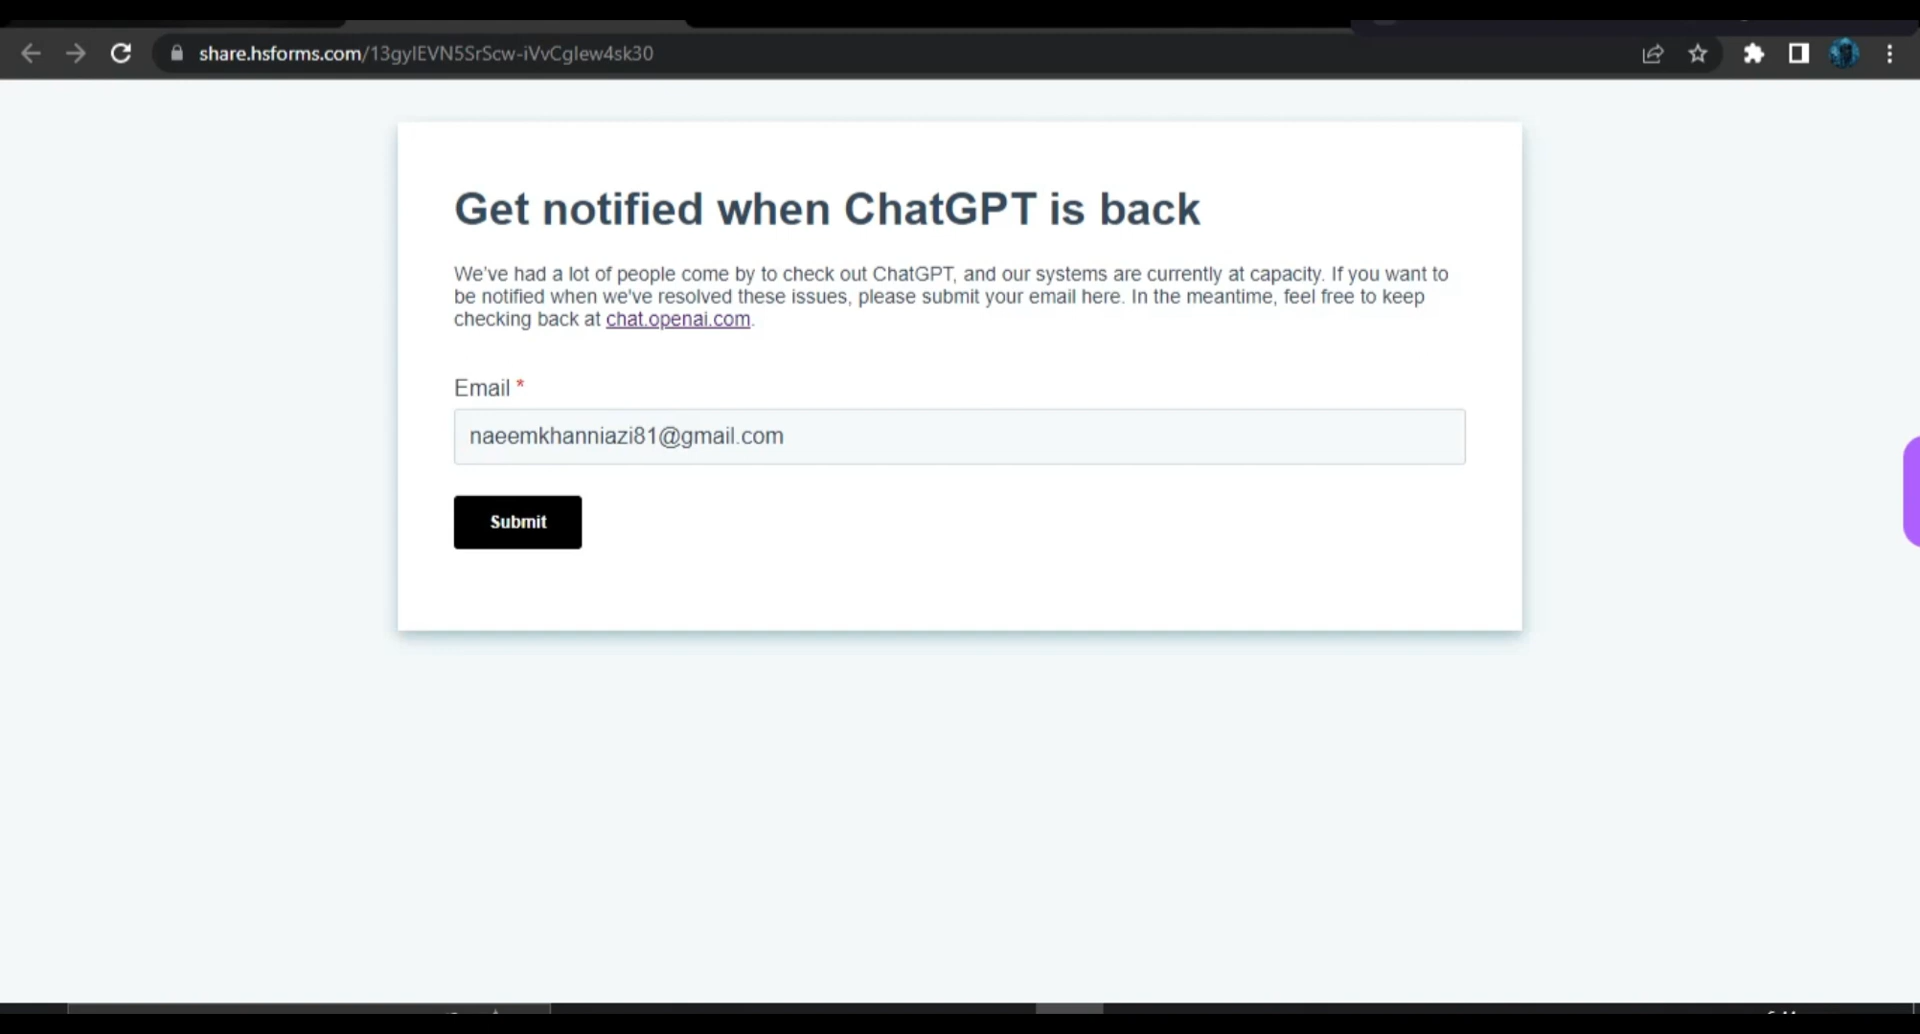 share.hsforms.com/13gylEVN5SrScw-iVvCglew4sk30
Get notified when ChatGPT is back
We've had a lot of people come by to check out ChatGPT, and our systems are currently at capacity. If you want to
be notified when we've resolved these issues, please submit your email here. In the meantime, feel free to keep
checking back at chat.openai.com.
Email *
naeemkhanniazi81@gmail.com
Submit